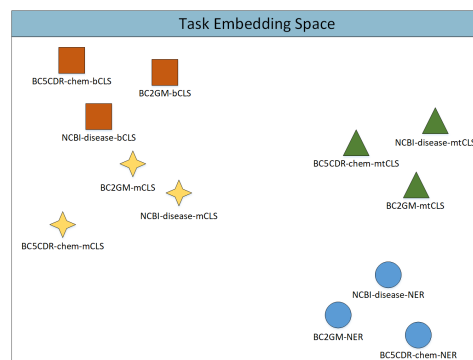 Task Embedding Space
BC5CDR-chem-bCLS
BC2GM-bCLS
NCBI-disease-bCLS
NCBI-disease-mtCLS
BC5CDR-chem-mtCLS
BC2GM-mCLS
BC2GM-mtCLS
NCBI-disease-mCLS
BC5CDR-chem-mCLS
NCBI-disease-NER
BC2GM-NER
BC5CDR-chem-NER